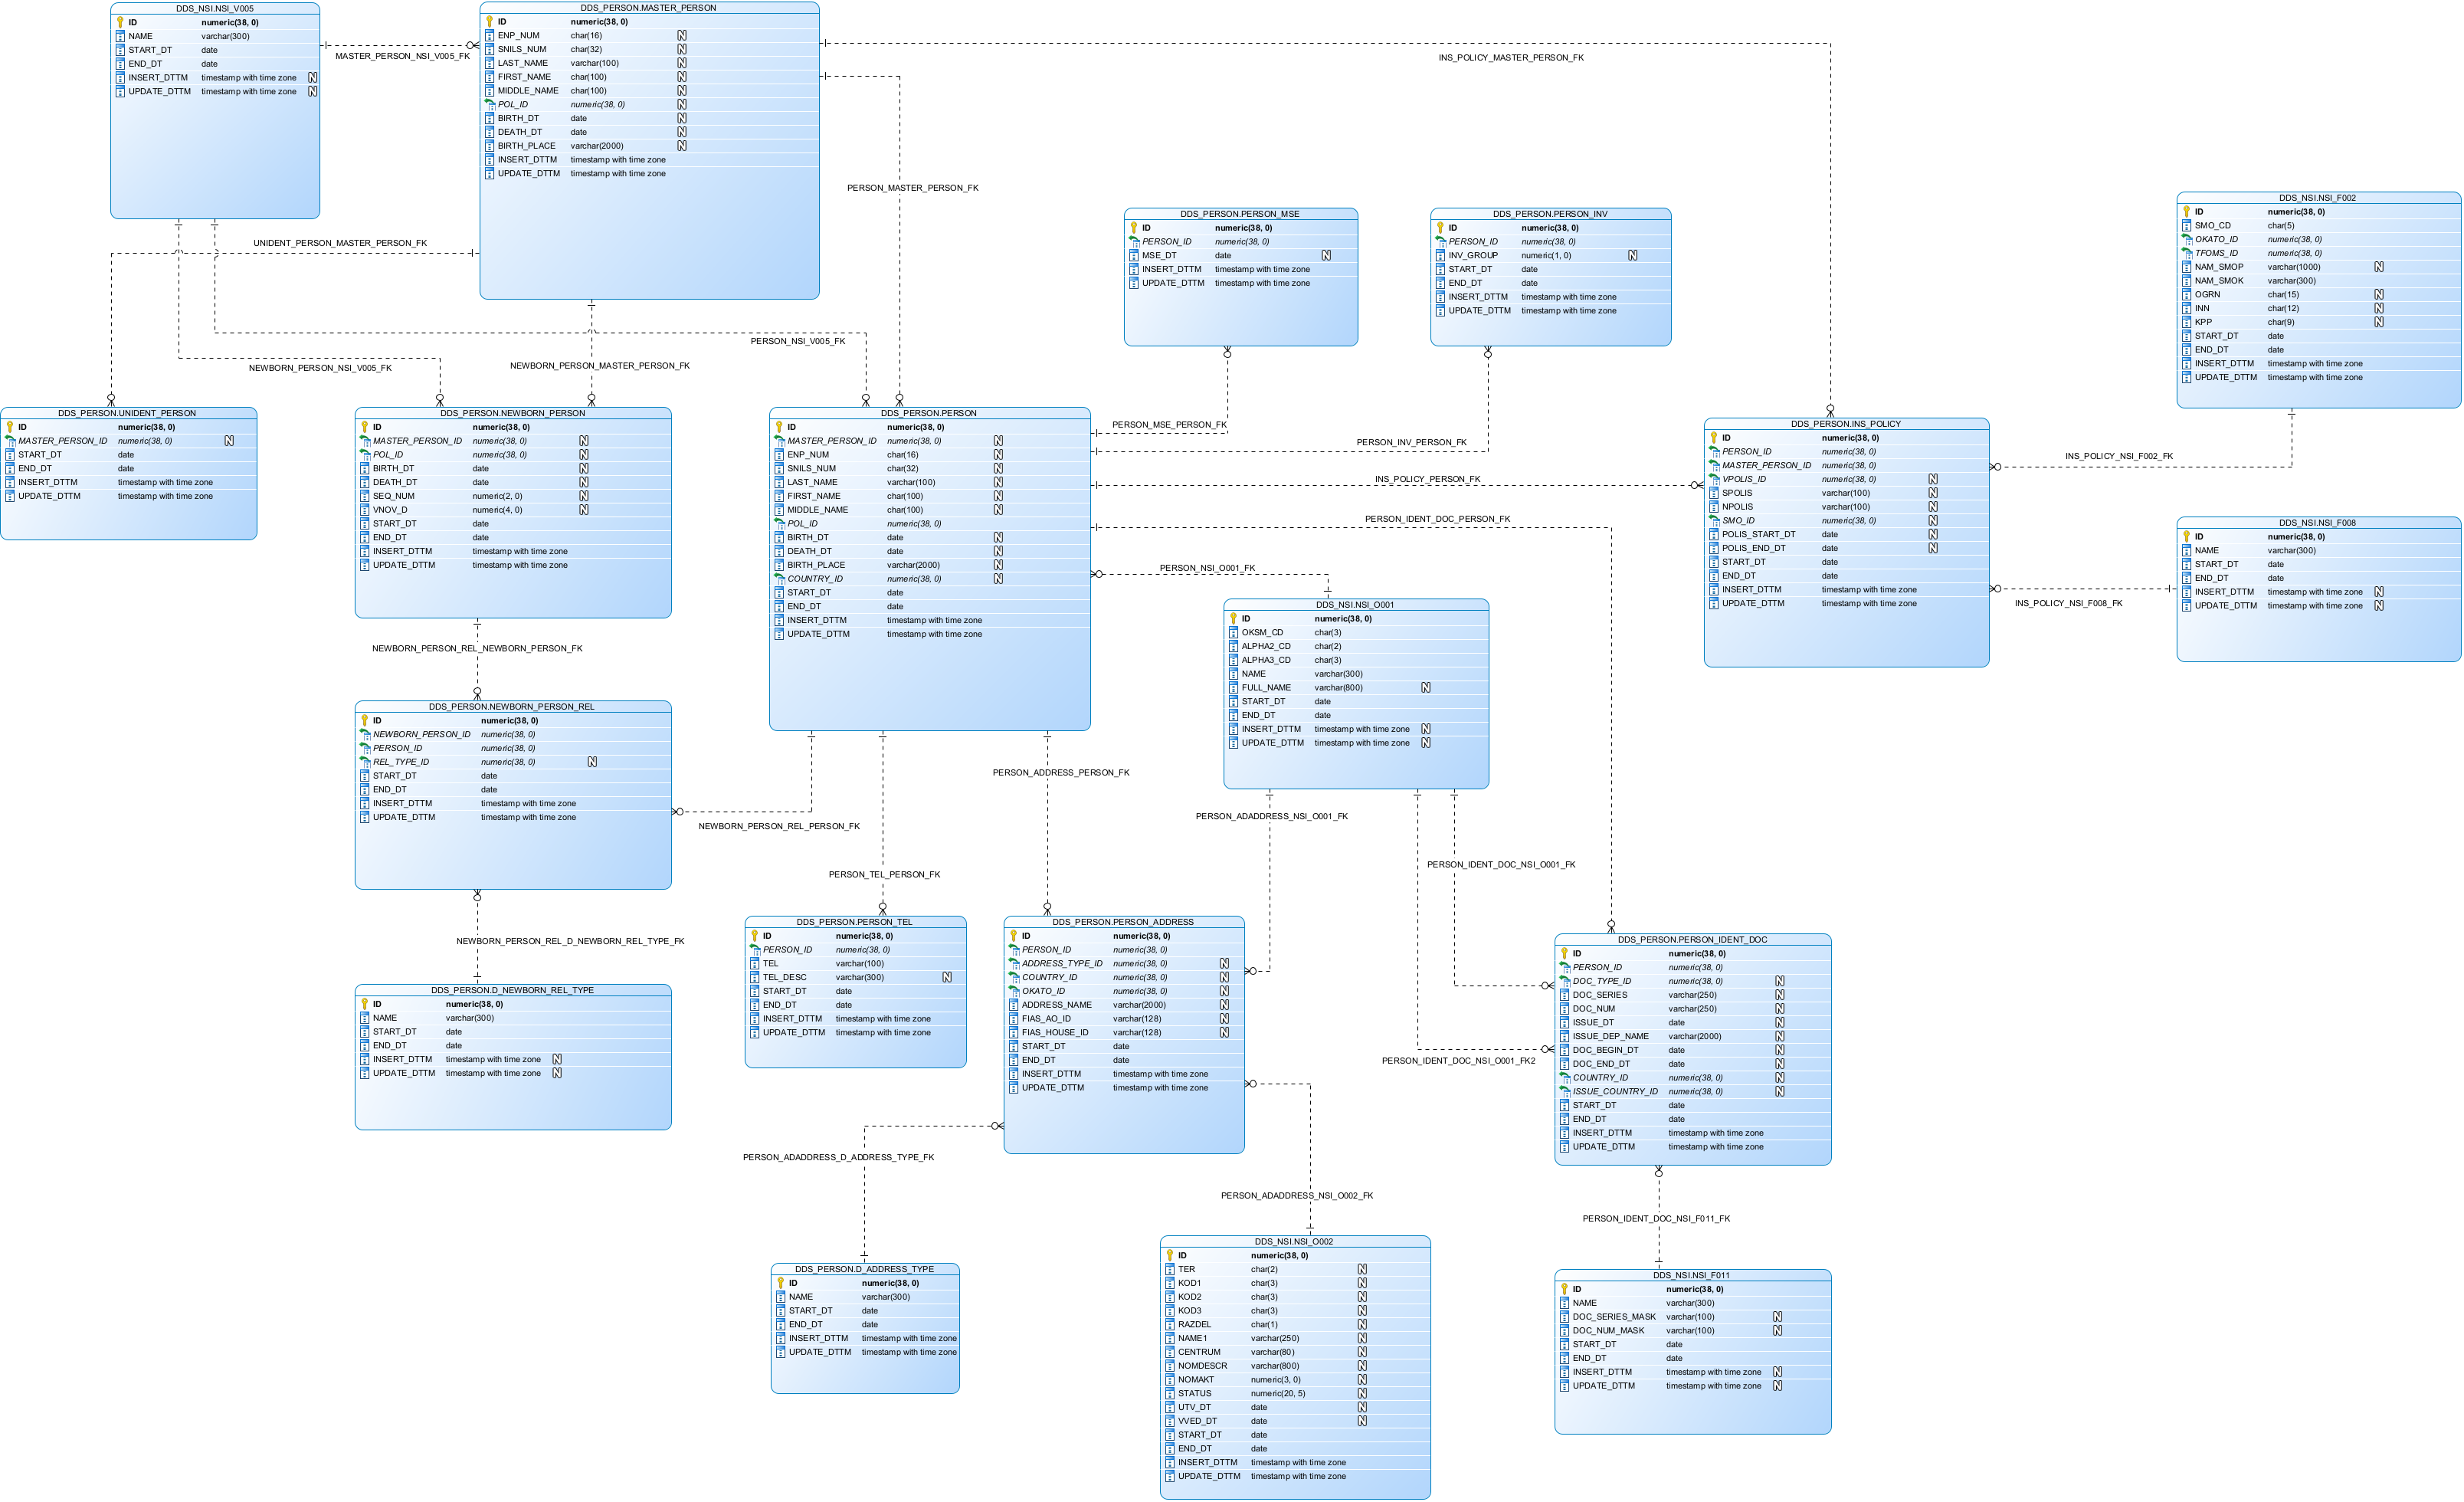 DDS_NSI.NSI_V005
ID numeric(38, 0)
NAME varchar(300)
START_DT date
END_DT date
INSERT_DTTM timestamp with time zone N
UPDATE_DTTM timestamp with time zone N
MASTER_PERSON_NSI_V005_FK
DDS_PERSON.MASTER_PERSON
ID numeric(38, 0)
ENP_NUM char(16) N
SNILS_NUM char(32) N
LAST_NAME varchar(100) N
FIRST_NAME char(100) N
MIDDLE_NAME char(100) N
POL_ID numeric(38, 0) N
BIRTH_DT date N
DEATH_DT date N
BIRTH_PLACE varchar(2000) N
INSERT_DTTM timestamp with time zone
UPDATE_DTTM timestamp with time zone
INS_POLICY_MASTER_PERSON_FK
PERSON_MASTER_PERSON_FK
UNIDENT_PERSON_MASTER_PERSON_FK
PERSON_NSI_V005_FK
NEWBORN_PERSON_NSI_V005_FK
NEWBORN_PERSON_MASTER_PERSON_FK
DDS_PERSON.PERSON_MSE
ID numeric(38, 0)
PERSON_ID numeric(38, 0)
MSE_DT date N
INSERT_DTTM timestamp with time zone
UPDATE_DTTM timestamp with time zone
DDS_PERSON.PERSON_INV
ID numeric(38, 0)
PERSON_ID numeric(38, 0)
INV_GROUP numeric(1, 0) N
START_DT date
END_DT date
INSERT_DTTM timestamp with time zone
UPDATE_DTTM timestamp with time zone
DDS_NSI.NSI_F002
ID numeric(38, 0)
SMO_CD char(5)
OKATO_ID numeric(38, 0)
TFOMS_ID numeric(38, 0)
NAM_SMOP varchar(1000) N
NAM_SMOK varchar(300)
OGRN char(15) N
INN char(12) N
KPP char(9) N
START_DT date
END_DT date
INSERT_DTTM timestamp with time zone
UPDATE_DTTM timestamp with time zone
DDS_PERSON.UNIDENT_PERSON
ID numeric(38, 0)
MASTER_PERSON_ID numeric(38, 0) N
START_DT date
END_DT date
INSERT_DTTM timestamp with time zone
UPDATE_DTTM timestamp with time zone
DDS_PERSON.NEWBORN_PERSON
ID numeric(38, 0)
MASTER_PERSON_ID numeric(38, 0) N
POL_ID numeric(38, 0) N
BIRTH_DT date N
DEATH_DT date N
SEQ_NUM numeric(2, 0) N
VNOV_D numeric(4, 0) N
START_DT date
END_DT date
INSERT_DTTM timestamp with time zone
UPDATE_DTTM timestamp with time zone
DDS_PERSON.PERSON
ID numeric(38, 0)
MASTER_PERSON_ID numeric(38, 0) N
ENP_NUM char(16) N
SNILS_NUM char(32) N
LAST_NAME varchar(100) N
FIRST_NAME char(100) N
MIDDLE_NAME char(100) N
POL_ID numeric(38, 0)
BIRTH_DT date N
DEATH_DT date N
BIRTH_PLACE varchar(2000) N
COUNTRY_ID numeric(38, 0) N
START_DT date
END_DT date
INSERT_DTTM timestamp with time zone
UPDATE_DTTM timestamp with time zone
PERSON_MSE_PERSON_FK
PERSON_INV_PERSON_FK
INS_POLICY_PERSON_FK
PERSON_IDENT_DOC_PERSON_FK
PERSON_NSI_O001_FK
DDS_PERSON.INS_POLICY
ID numeric(38, 0)
PERSON_ID numeric(38, 0)
MASTER_PERSON_ID numeric(38, 0)
VPOLIS_ID numeric(38, 0) N
SPOLIS varchar(100) N
NPOLIS varchar(100) N
SMO_ID numeric(38, 0) N
POLIS_START_DT date N
POLIS_END_DT date N
START_DT date
END_DT date
INSERT_DTTM timestamp with time zone
UPDATE_DTTM timestamp with time zone
INS_POLICY_NSI_F002_FK
INS_POLICY_NSI_F008_FK
DDS_NSI.NSI_F008
ID numeric(38, 0)
NAME varchar(300)
START_DT date
END_DT date
INSERT_DTTM timestamp with time zone N
UPDATE_DTTM timestamp with time zone N
DDS_NSI.NSI_O001
ID numeric(38, 0)
OKSM_CD char(3)
ALPHA2_CD char(2)
ALPHA3_CD char(3)
NAME varchar(300)
FULL_NAME varchar(800) N
START_DT date
END_DT date
INSERT_DTTM timestamp with time zone N
UPDATE_DTTM timestamp with time zone N
NEWBORN_PERSON_REL_NEWBORN_PERSON_FK
DDS_PERSON.NEWBORN_PERSON_REL
ID numeric(38, 0)
NEWBORN_PERSON_ID numeric(38, 0)
PERSON_ID numeric(38, 0)
REL_TYPE_ID numeric(38, 0) N
START_DT date
END_DT date
INSERT_DTTM timestamp with time zone
UPDATE_DTTM timestamp with time zone
NEWBORN_PERSON_REL_PERSON_FK
PERSON_ADDRESS_PERSON_FK
PERSON_ADADDRESS_NSI_O001_FK
PERSON_IDENT_DOC_NSI_O001_FK
PERSON_TEL_PERSON_FK
NEWBORN_PERSON_REL_D_NEWBORN_REL_TYPE_FK
DDS_PERSON.D_NEWBORN_REL_TYPE
ID numeric(38, 0)
NAME varchar(300)
START_DT date
END_DT date
INSERT_DTTM timestamp with time zone N
UPDATE_DTTM timestamp with time zone N
DDS_PERSON.PERSON_TEL
ID numeric(38, 0)
PERSON_ID numeric(38, 0)
TEL varchar(100)
TEL_DESC varchar(300) N
START_DT date
END_DT date
INSERT_DTTM timestamp with time zone
UPDATE_DTTM timestamp with time zone
DDS_PERSON.PERSON_ADDRESS
ID numeric(38, 0)
PERSON_ID numeric(38, 0)
ADDRESS_TYPE_ID numeric(38, 0) N
COUNTRY_ID numeric(38, 0) N
OKATO_ID numeric(38, 0) N
ADDRESS_NAME varchar(2000) N
FIAS_AO_ID varchar(128) N
FIAS_HOUSE_ID varchar(128) N
START_DT date
END_DT date
INSERT_DTTM timestamp with time zone
UPDATE_DTTM timestamp with time zone
PERSON_IDENT_DOC_NSI_O001_FK2
DDS_PERSON.PERSON_IDENT_DOC
ID numeric(38, 0)
PERSON_ID numeric(38, 0)
DOC_TYPE_ID numeric(38, 0) N
DOC_SERIES varchar(250) N
DOC_NUM varchar(250) N
ISSUE_DT date N
ISSUE_DEP_NAME varchar(2000) N
DOC_BEGIN_DT date N
DOC_END_DT date N
COUNTRY_ID numeric(38, 0) N
ISSUE_COUNTRY_ID numeric(38, 0) N
START_DT date
END_DT date
INSERT_DTTM timestamp with time zone
UPDATE_DTTM timestamp with time zone
PERSON_ADADDRESS_D_ADDRESS_TYPE_FK
PERSON_ADADDRESS_NSI_O002_FK
PERSON_IDENT_DOC_NSI_F011_FK
DDS_PERSON.D_ADDRESS_TYPE
ID numeric(38, 0)
NAME varchar(300)
START_DT date
END_DT date
INSERT_DTTM timestamp with time zone
UPDATE_DTTM timestamp with time zone
DDS_NSI.NSI_O002
ID numeric(38, 0)
TER char(2) N
KOD1 char(3) N
KOD2 char(3) N
KOD3 char(3) N
RAZDEL char(1) N
NAME1 varchar(250) N
CENTRUM varchar(80) N
NOMDESCR varchar(800) N
NOMAKT numeric(3, 0) N
STATUS numeric(20, 5) N
UTV_DT date N
VVED_DT date N
START_DT date
END_DT date
INSERT_DTTM timestamp with time zone
UPDATE_DTTM timestamp with time zone
DDS_NSI.NSI_F011
ID numeric(38, 0)
NAME varchar(300)
DOC_SERIES_MASK varchar(100) N
DOC_NUM_MASK varchar(100) N
START_DT date
END_DT date
INSERT_DTTM timestamp with time zone N
UPDATE_DTTM timestamp with time zone N